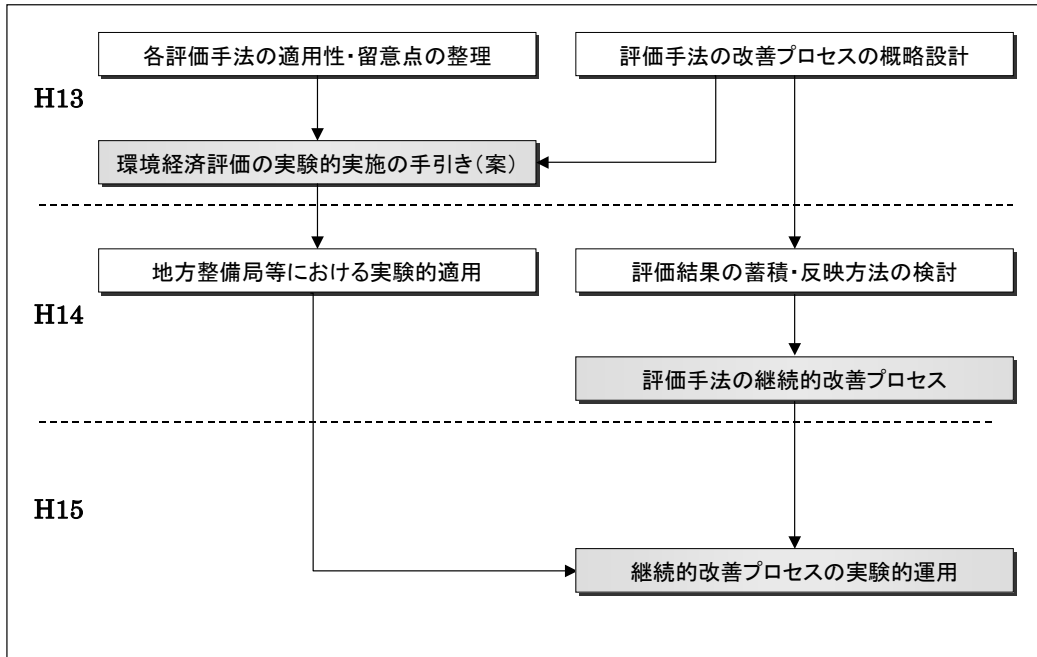 各評価手法の適用性・留意点の整理
評価手法の改善プロセスの概略設計
H13
環境経済評価の実験的実施の手引き(案)
地方整備局等における実験的適用
評価結果の蓄積・反映方法の検討
H14
評価手法の継続的改善プロセス
H15
継続的改善プロセスの実験的運用